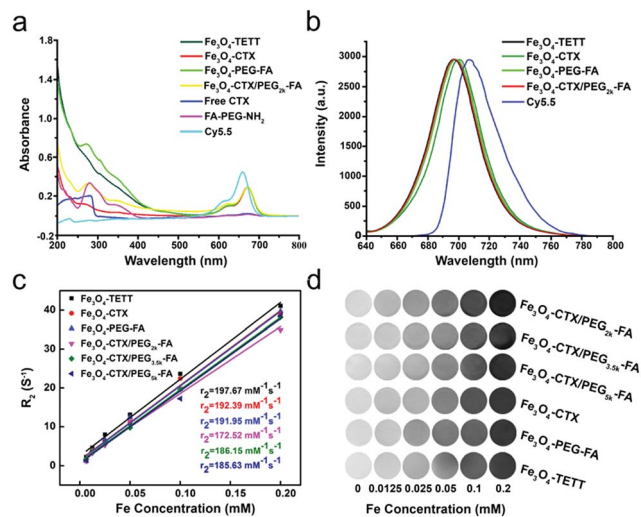 a
Fe₃O₄-TETT
Fe₃O₄-CTX
Fe₃O₄-PEG-FA
Fe₃O₄-CTX/PEG₂ₖ-FA
Free CTX
FA-PEG-NH₂
Cy5.5
1.8
1.4
1.0
0.6
0.2
-0.2
Absorbance
200 300 400 500 600 700 800
Wavelength (nm)
b
Fe₃O₄-TETT
Fe₃O₄-CTX
Fe₃O₄-PEG-FA
Fe₃O₄-CTX/PEG₂ₖ-FA
Cy5.5
3000
2500
2000
1500
1000
500
0
Intensity (a.u.)
640 660 680 700 720 740 760 780 800
Wavelength (nm)
c
Fe₃O₄-TETT
Fe₃O₄-CTX
Fe₃O₄-PEG-FA
Fe₃O₄-CTX/PEG₂ₖ-FA
Fe₃O₄-CTX/PEG₃.₅ₖ-FA
Fe₃O₄-CTX/PEG₅ₖ-FA
40
20
0
R₂ (S⁻¹)
r₂=197.67 mM⁻¹s⁻¹
r₂=192.39 mM⁻¹s⁻¹
r₂=191.95 mM⁻¹s⁻¹
r₂=172.52 mM⁻¹s⁻¹
r₂=186.15 mM⁻¹s⁻¹
r₂=185.63 mM⁻¹s⁻¹
0.00 0.05 0.10 0.15 0.20
Fe Concentration (mM)
d
Fe₃O₄-CTX/PEG₂ₖ-FA
Fe₃O₄-CTX/PEG₃.₅ₖ-FA
Fe₃O₄-CTX/PEG₅ₖ-FA
Fe₃O₄-CTX
Fe₃O₄-PEG-FA
Fe₃O₄-TETT
0 0.0125 0.025 0.05 0.1 0.2
Fe Concentration (mM)